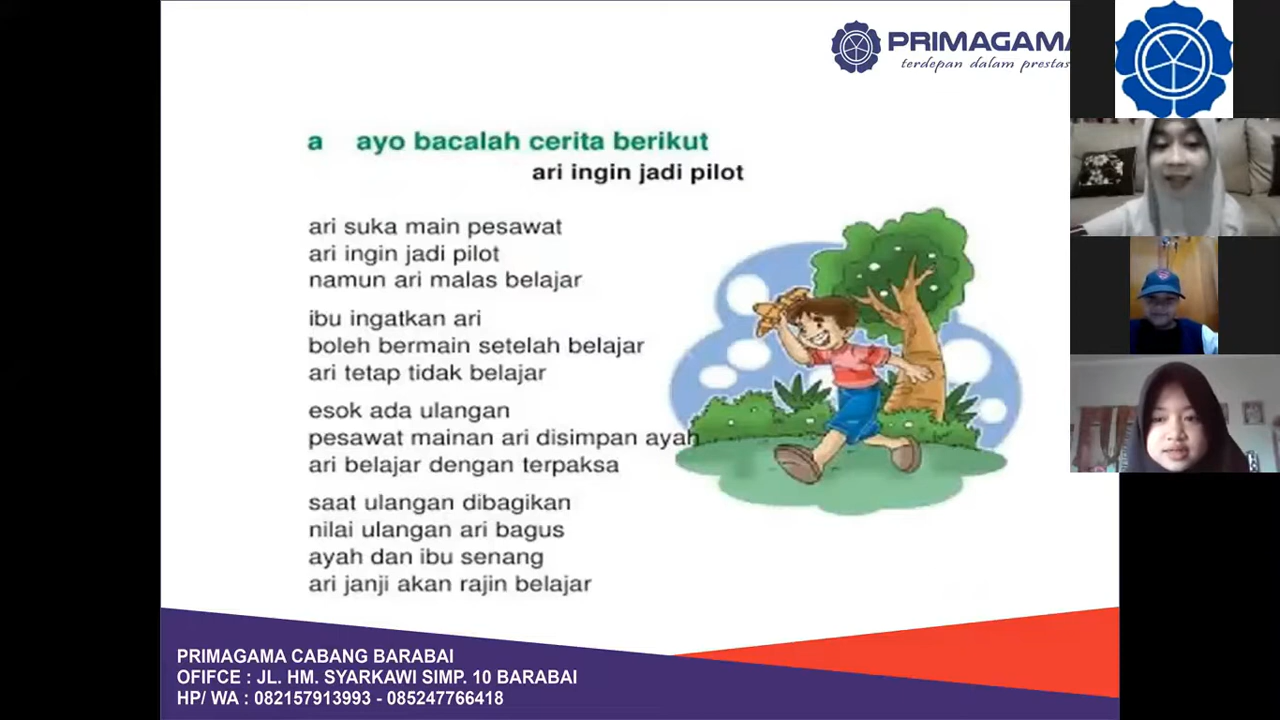 PRIMAGAMA
terdepan dalam prestas
a ayo bacalah cerita berikut
ari ingin jadi pilot
ari suka main pesawat
ari ingin jadi pilot
namun ari malas belajar
ibu ingatkan ari
boleh bermain setelah belajar
ari tetap tidak belajar
esok ada ulangan
pesawat mainan ari disimpan ayah
ari belajar dengan terpaksa
saat ulangan dibagikan
nilai ulangan ari bagus
ayah dan ibu senang
ari janji akan rajin belajar
PRIMAGAMA CABANG BARABAI
OFIFCE : JL. HM. SYARKAWI SIMP. 10 BARABAI
HP/ WA : 082157913993 - 085247766418